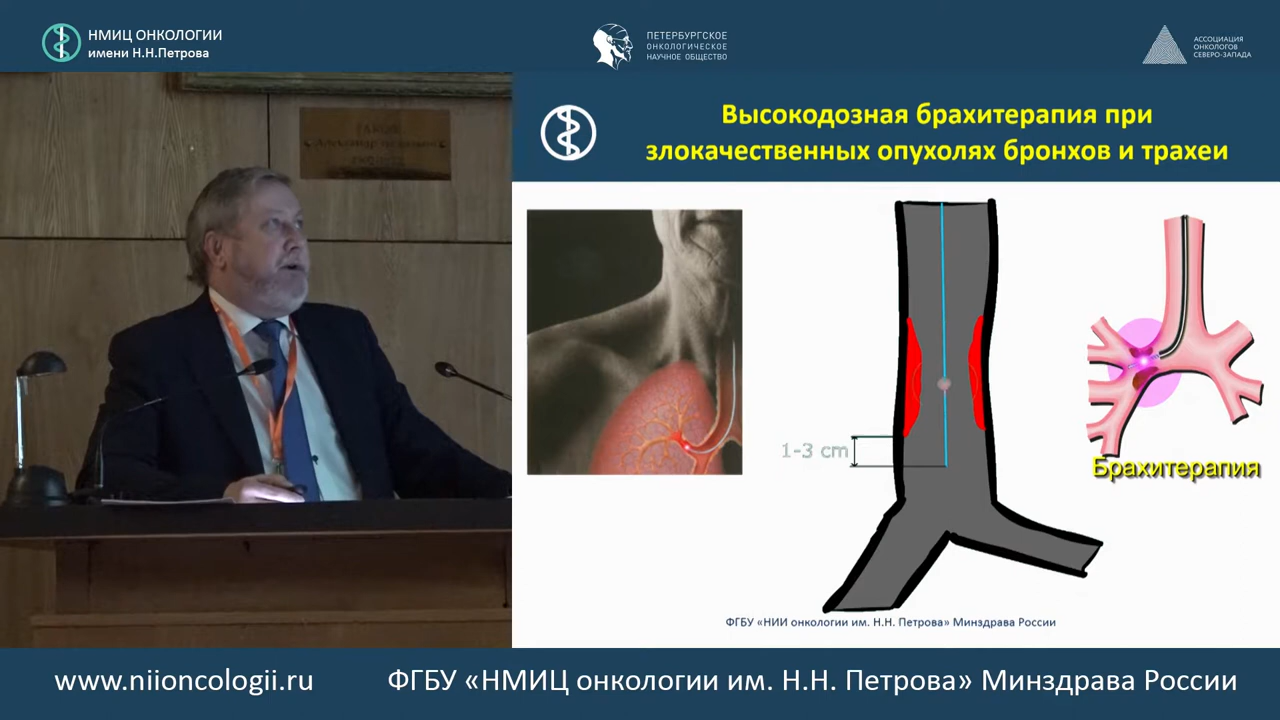 НМИЦ ОНКОЛОГИИ
имени Н.Н.Петрова
ПЕТЕРБУРГСКОЕ
ОНКОЛОГИЧЕСКОЕ
НАУЧНОЕ ОБЩЕСТВО
АССОЦИАЦИЯ
ОНКОЛОГОВ
СЕВЕРО-ЗАПАДА
Высокодозная брахитерапия при
злокачественных опухолях бронхов и трахеи
1-3 cm
Брахитерапия
ФГБУ «НИИ онкологии им. Н.Н. Петрова» Минздрава России
www.niioncologii.ru
ФГБУ «НМИЦ онкологии им. Н.Н. Петрова» Минздрава России